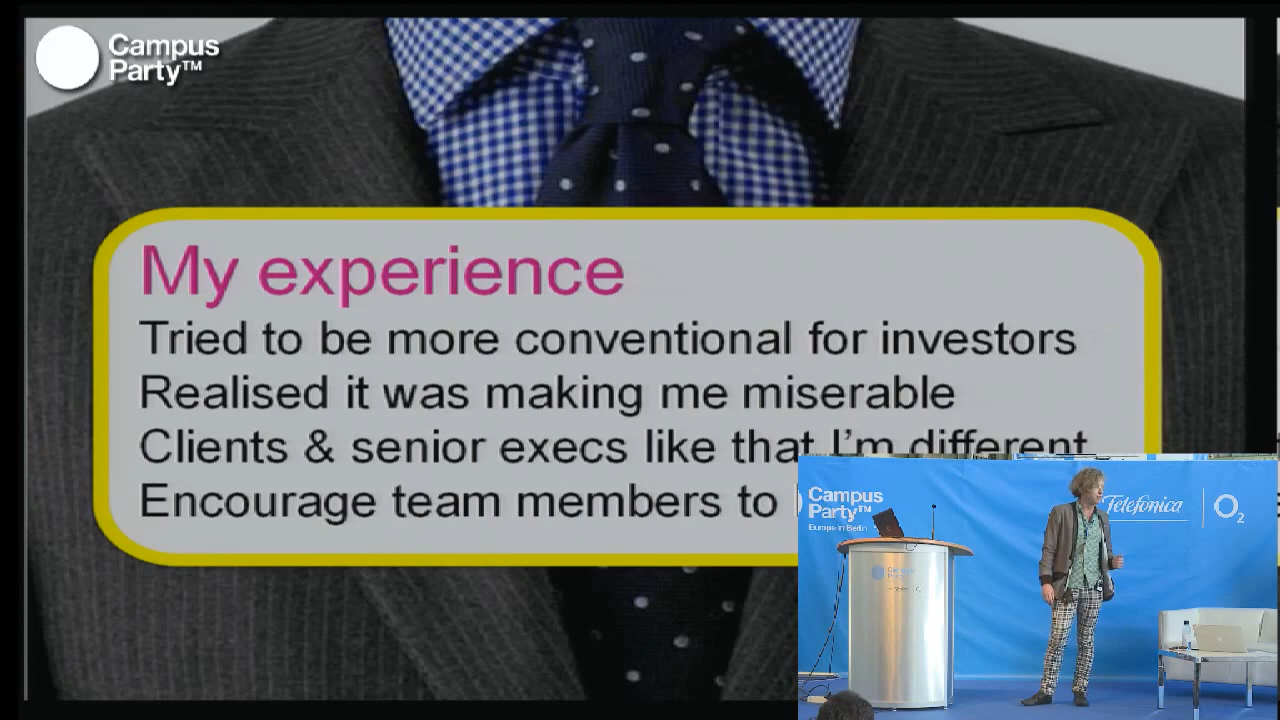 Campus
Party™
My experience
Tried to be more conventional for investors
Realised it was making me miserable
Clients & senior execs like that I'm different
Encourage team members to
Campus
Party™
Europe in Berlin
Telefónica
O2